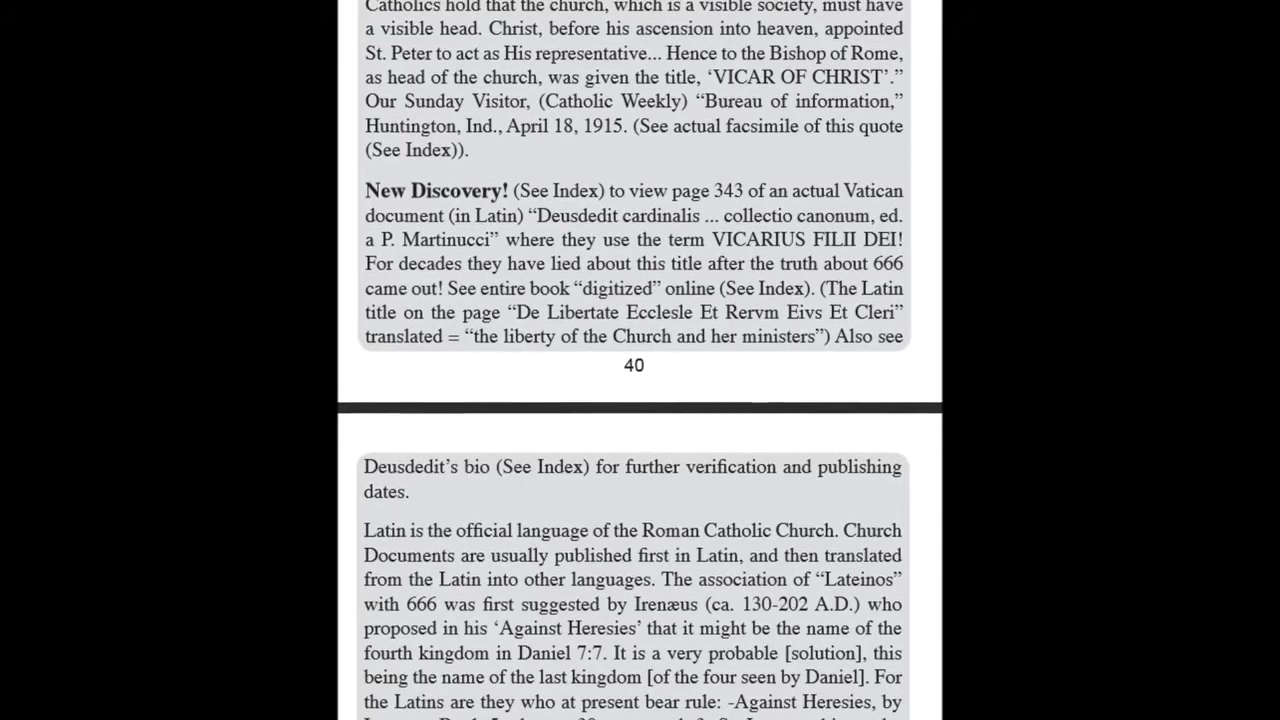 Catholics hold that the church, which is a visible society, must have
a visible head. Christ, before his ascension into heaven, appointed
St. Peter to act as His representative... Hence to the Bishop of Rome,
as head of the church, was given the title, ‘VICAR OF CHRIST’.”
Our Sunday Visitor, (Catholic Weekly) “Bureau of information,”
Huntington, Ind., April 18, 1915. (See actual facsimile of this quote
(See Index)).
New Discovery! (See Index) to view page 343 of an actual Vatican
document (in Latin) “Deusdedit cardinalis ... collectio canonum, ed.
a P. Martinucci” where they use the term VICARIUS FILII DEI!
For decades they have lied about this title after the truth about 666
came out! See entire book “digitized” online (See Index). (The Latin
title on the page “De Libertate Ecclesle Et Rervm Eivs Et Cleri”
translated = “the liberty of the Church and her ministers”) Also see
40
Deusdedit’s bio (See Index) for further verification and publishing
dates.
Latin is the official language of the Roman Catholic Church. Church
Documents are usually published first in Latin, and then translated
from the Latin into other languages. The association of “Lateinos”
with 666 was first suggested by Irenæus (ca. 130-202 A.D.) who
proposed in his ‘Against Heresies’ that it might be the name of the
fourth kingdom in Daniel 7:7. It is a very probable [solution], this
being the name of the last kingdom [of the four seen by Daniel]. For
the Latins are they who at present bear rule: -Against Heresies, by